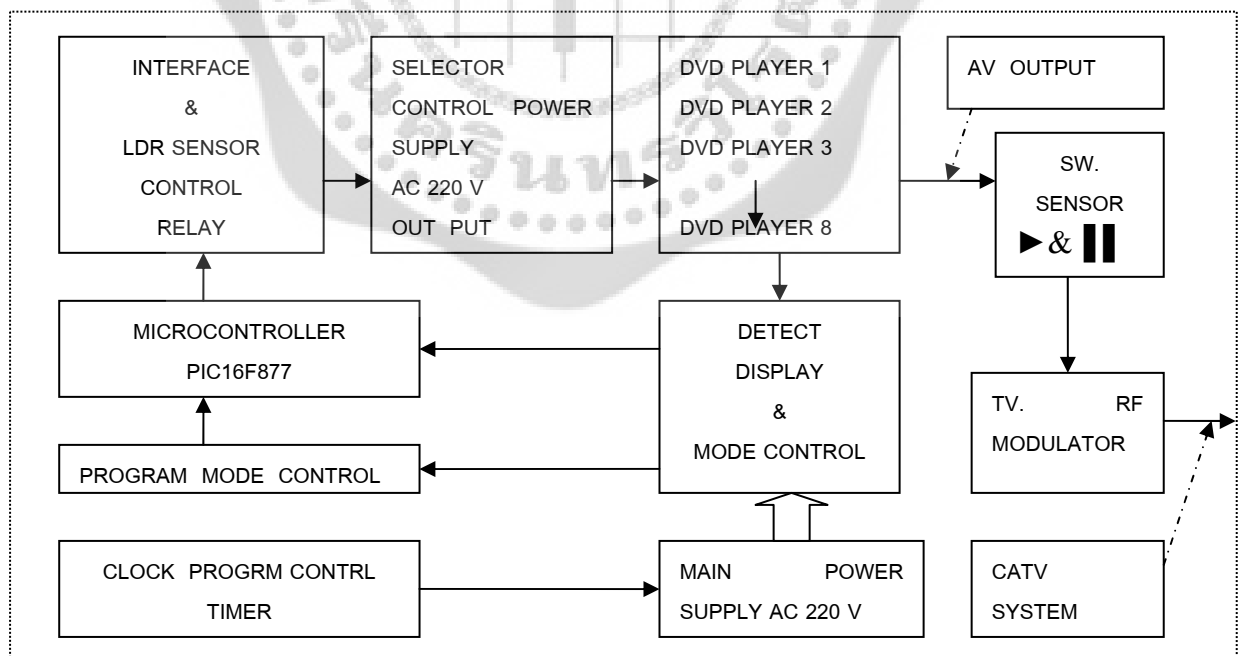 INTERFACE
&
LDR SENSOR
CONTROL
RELAY
SELECTOR
CONTROL POWER
SUPPLY
AC 220 V
OUT PUT
DVD PLAYER 1
DVD PLAYER 2
DVD PLAYER 3
DVD PLAYER 8
AV OUTPUT
SW.
SENSOR
►& ▌▌
MICROCONTROLLER
PIC16F877
DETECT
DISPLAY
&
MODE CONTROL
TV. RF
MODULATOR
PROGRAM MODE CONTROL
CLOCK PROGRM CONTRL
TIMER
MAIN POWER
SUPPLY AC 220 V
CATV
SYSTEM